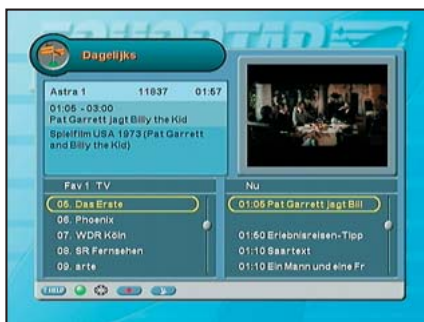 Dagelijks
Astra 1 11837 01:57
01:05 - 03:00
Pat Garrett jagt Billy the Kid
Spielfilm USA 1973 (Pat Garrett
and Billy the Kid)
Fav 1 TV
05. Das Erste
06. Phoenix
07. WDR Köln
08. SR Fernsehen
09. arte
Nu
01:05 Pat Garrett jagt Bill
01:50 Erlebnisreisen-Tipp
01:10 Saartext
01:10 Ein Mann und eine Fr
HELP